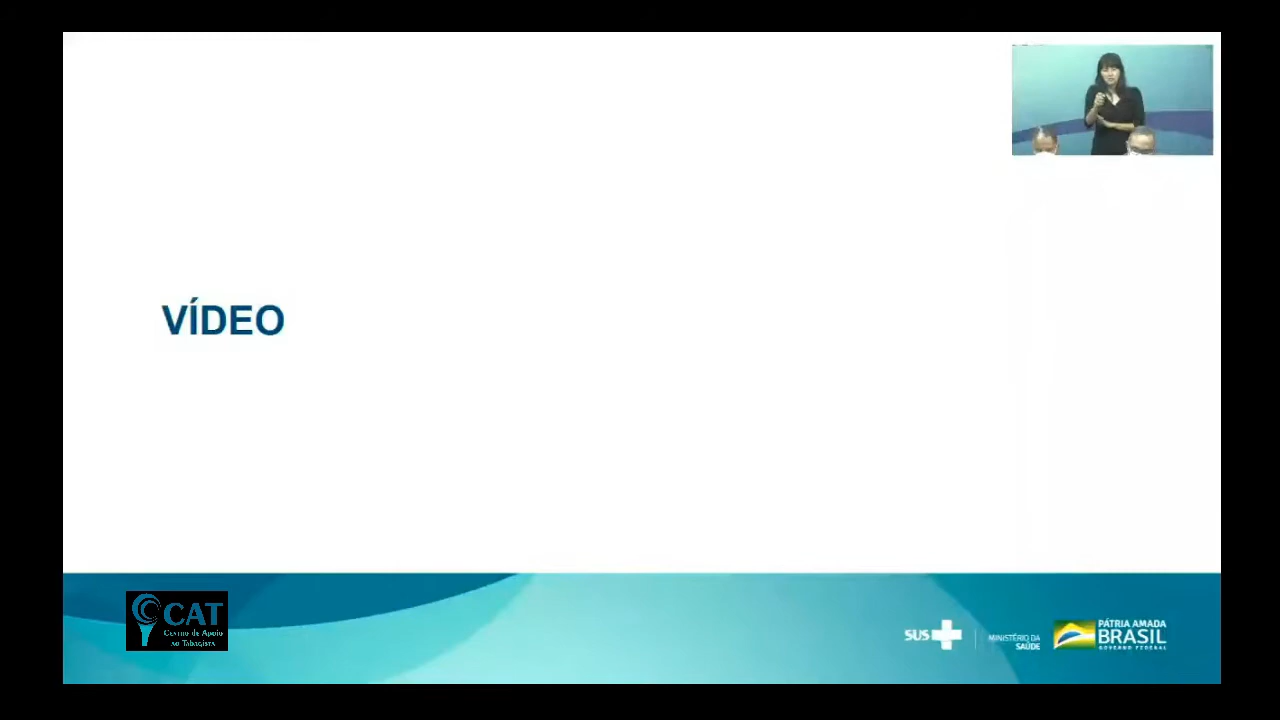 VÍDEO
CAT
Centro de Apoio
ao Tabagista
SUS
MINISTÉRIO DA
SAÚDE
PÁTRIA AMADA
BRASIL
GOVERNO FEDERAL